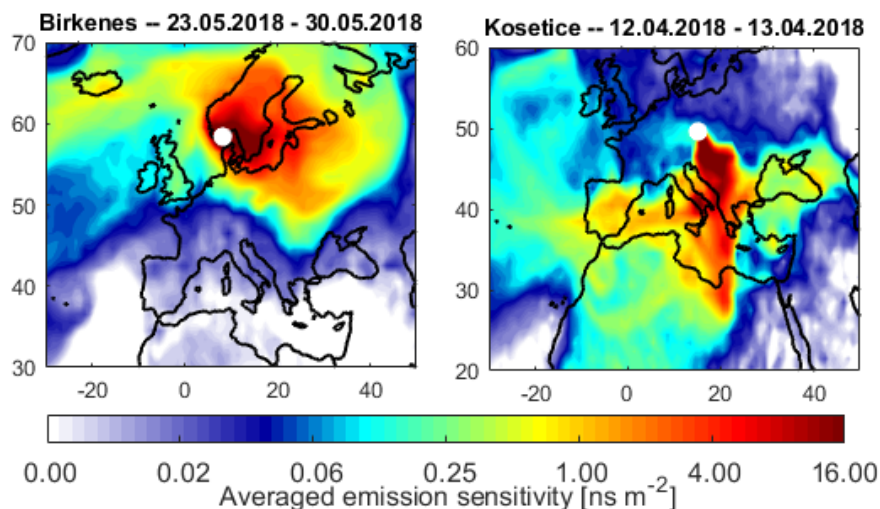 Birkenes -- 23.05.2018 - 30.05.2018
Kosetice -- 12.04.2018 - 13.04.2018
70
60
50
40
30
-20 0 20 40
60
50
40
30
20
-20 0 20 40
0.00 0.02 0.06 0.25 1.00 4.00 16.00
Averaged emission sensitivity [ns m⁻²]